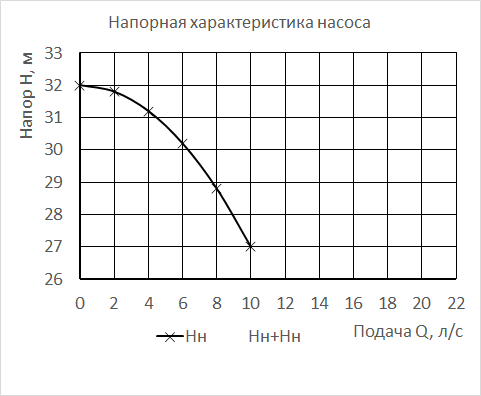 Напорная характеристика насоса
Напор Н, м
33
32
31
30
29
28
27
26
0 2 4 6 8 10 12 14 16 18 20 22
Подача Q, л/с
Нн Нн+Нн